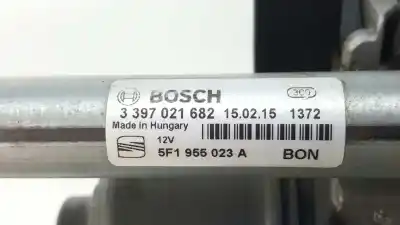 BOSCH
3 397 021 682 15.02.15 1372
Made in Hungary
12V
5F1 955 023 A BON